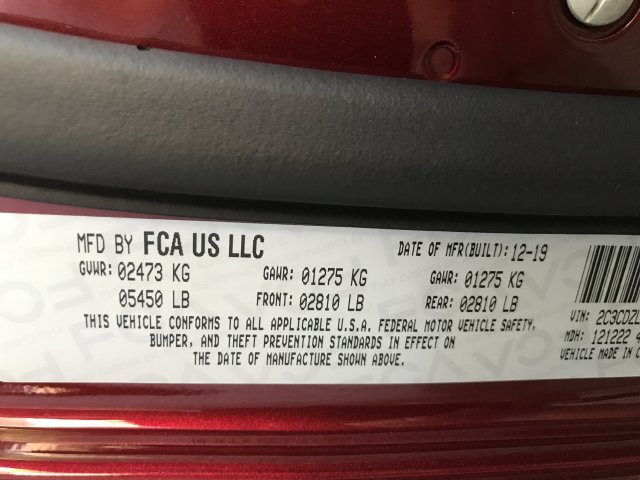 MFD BY FCA US LLC DATE OF MFR(BUILT): 12-19
GVWR: 02473 KG GAWR: 01275 KG GAWR: 01275 KG
05450 LB FRONT: 02810 LB REAR: 02810 LB
THIS VEHICLE CONFORMS TO ALL APPLICABLE U.S.A. FEDERAL MOTOR VEHICLE SAFETY,
BUMPER, AND THEFT PREVENTION STANDARDS IN EFFECT ON
THE DATE OF MANUFACTURE SHOWN ABOVE.
VIN: 2C3CDZL
MDH: 121222 4
VEHICLE MADE IN C